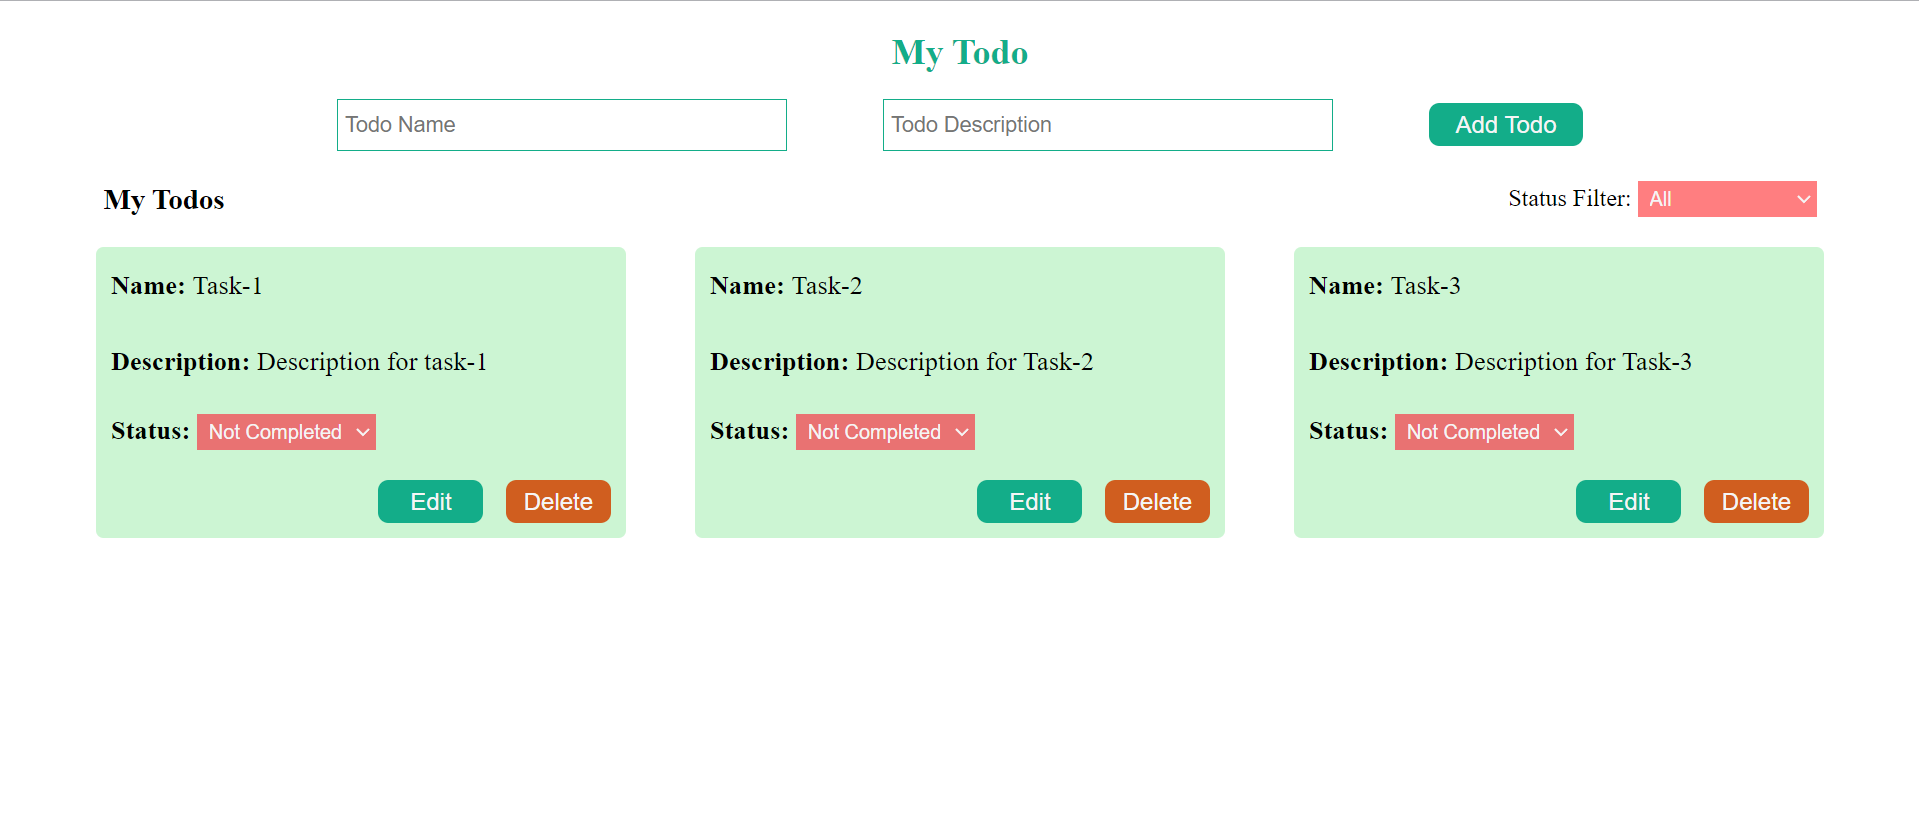 My Todo
Todo Name
Todo Description
Add Todo
My Todos
Status Filter: All
Name: Task-1
Description: Description for task-1
Status: Not Completed
Edit
Delete
Name: Task-2
Description: Description for Task-2
Status: Not Completed
Edit
Delete
Name: Task-3
Description: Description for Task-3
Status: Not Completed
Edit
Delete